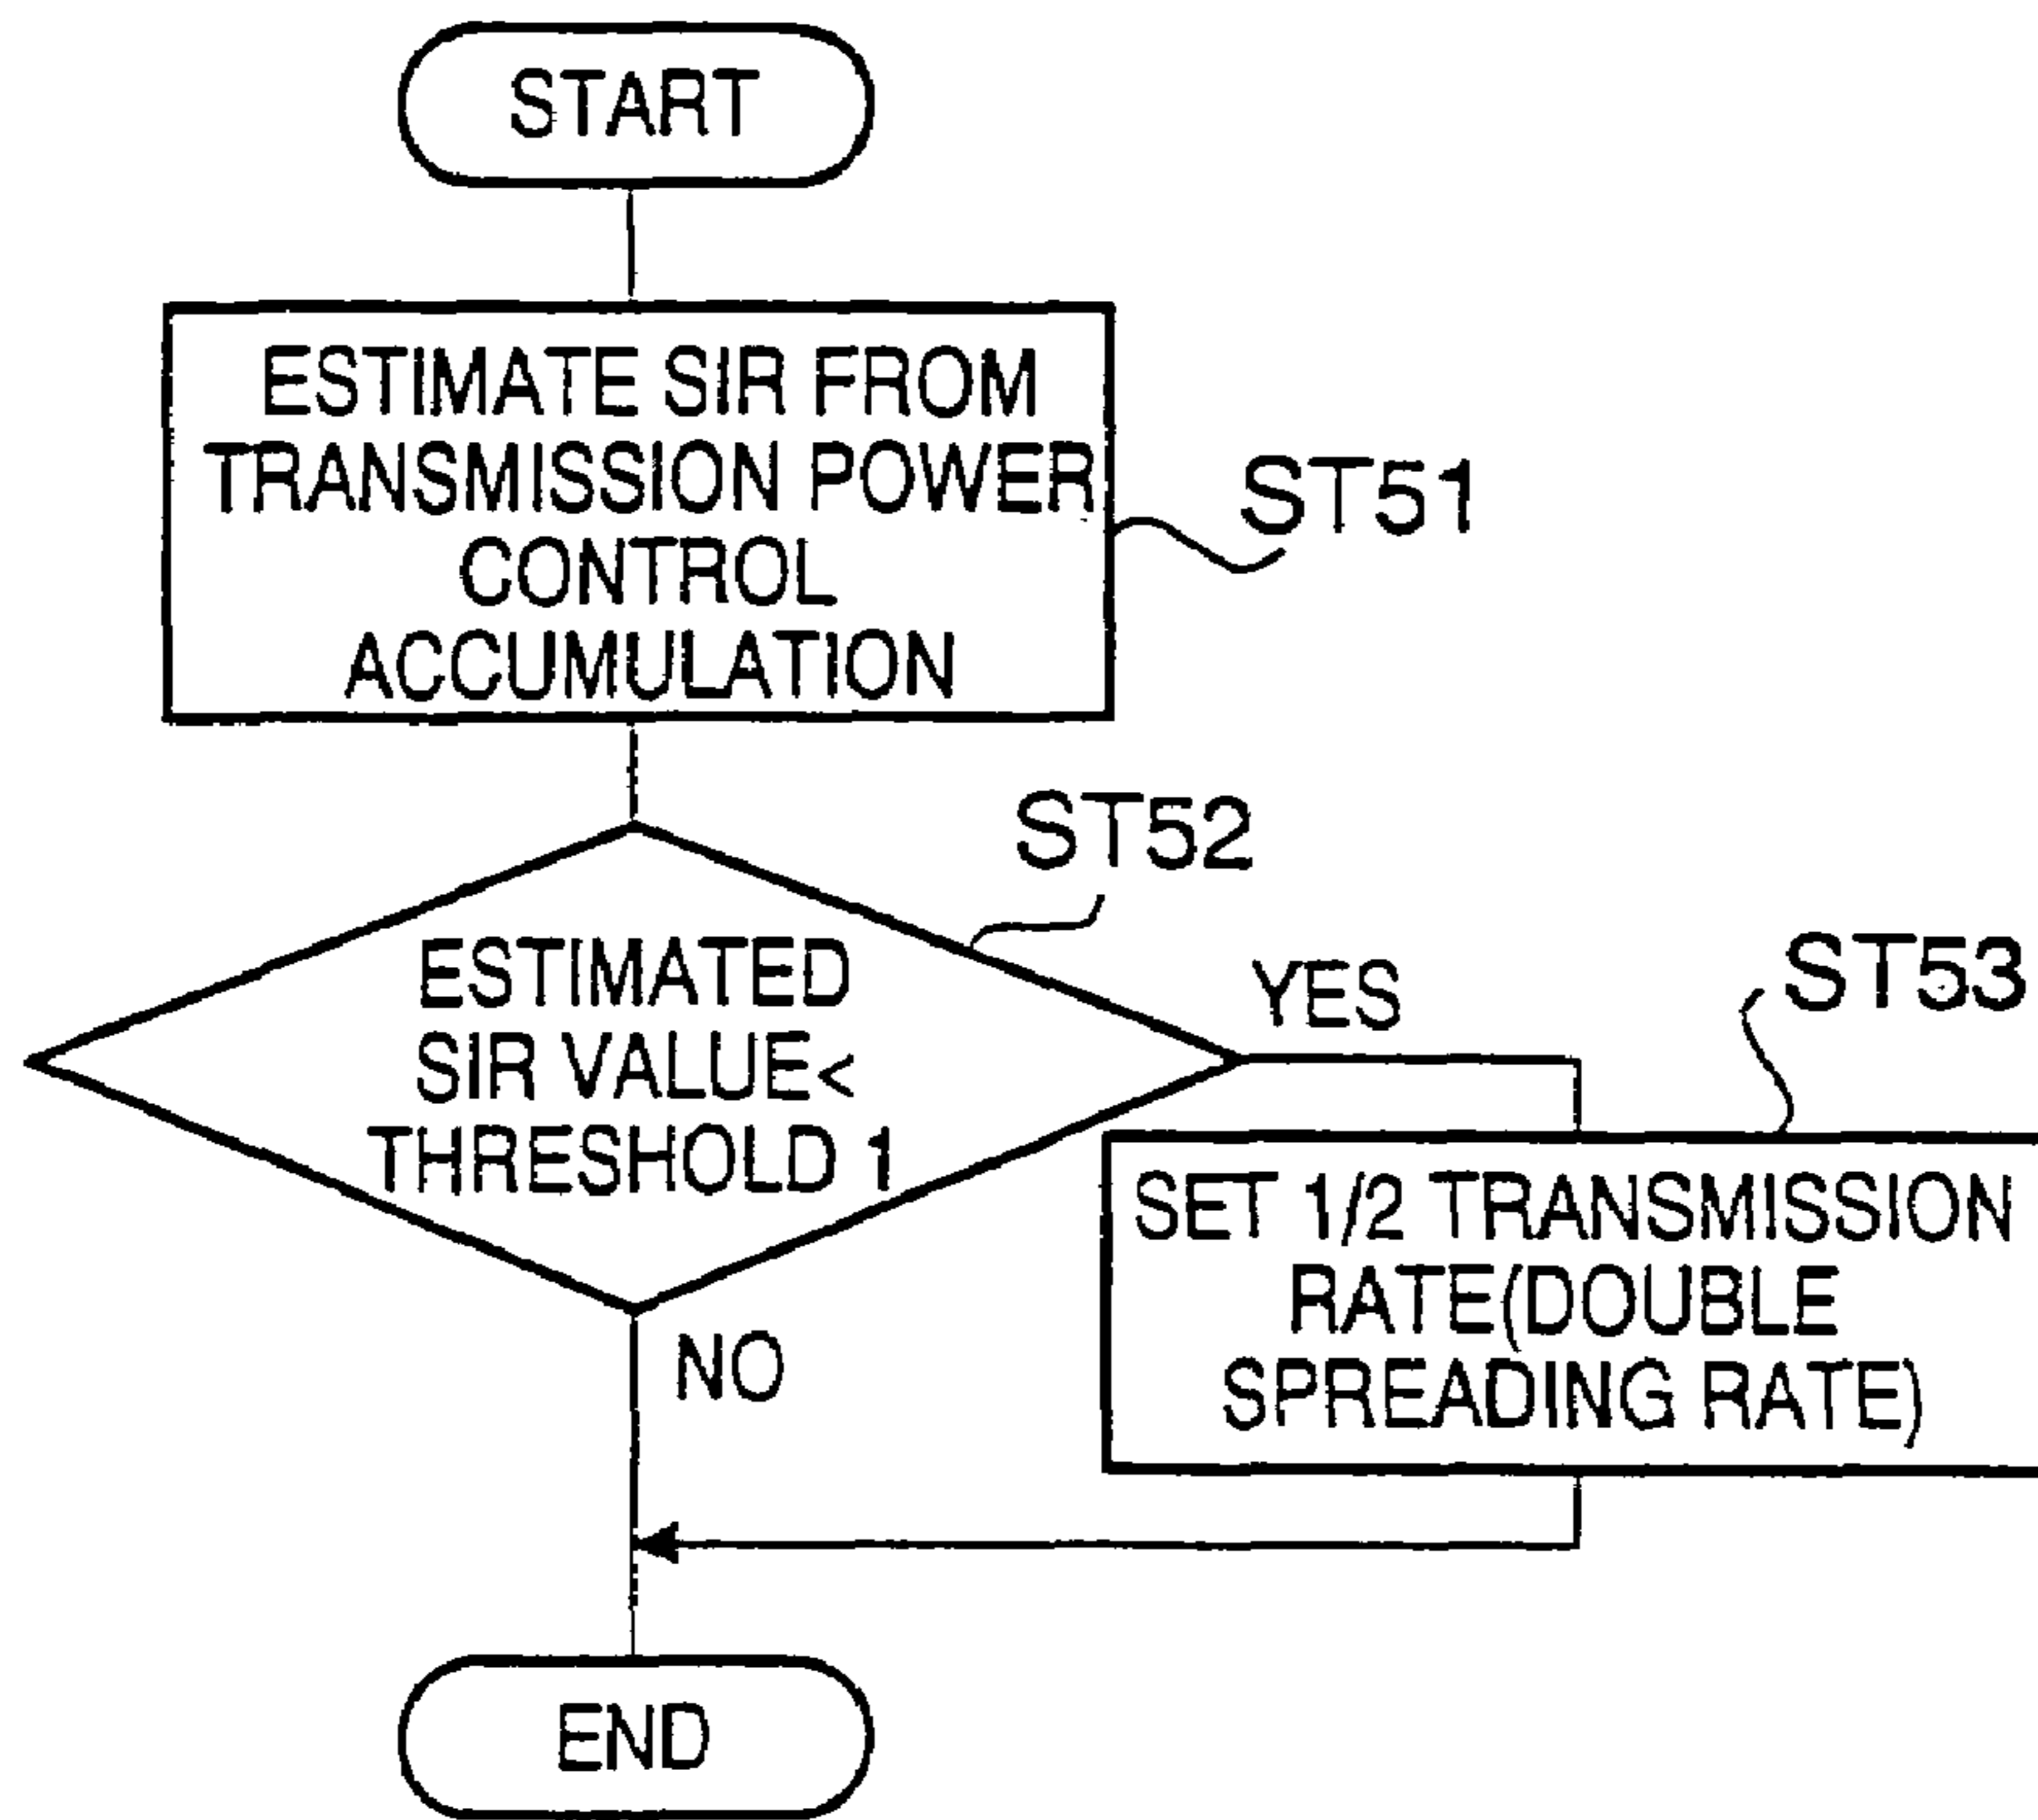 START
ESTIMATE SIR FROM
TRANSMISSION POWER
CONTROL
ACCUMULATION
ST51
ST52
ESTIMATED
SIR VALUE<
THRESHOLD 1
YES
ST53
SET 1/2 TRANSMISSION
RATE(DOUBLE
SPREADING RATE)
NO
END